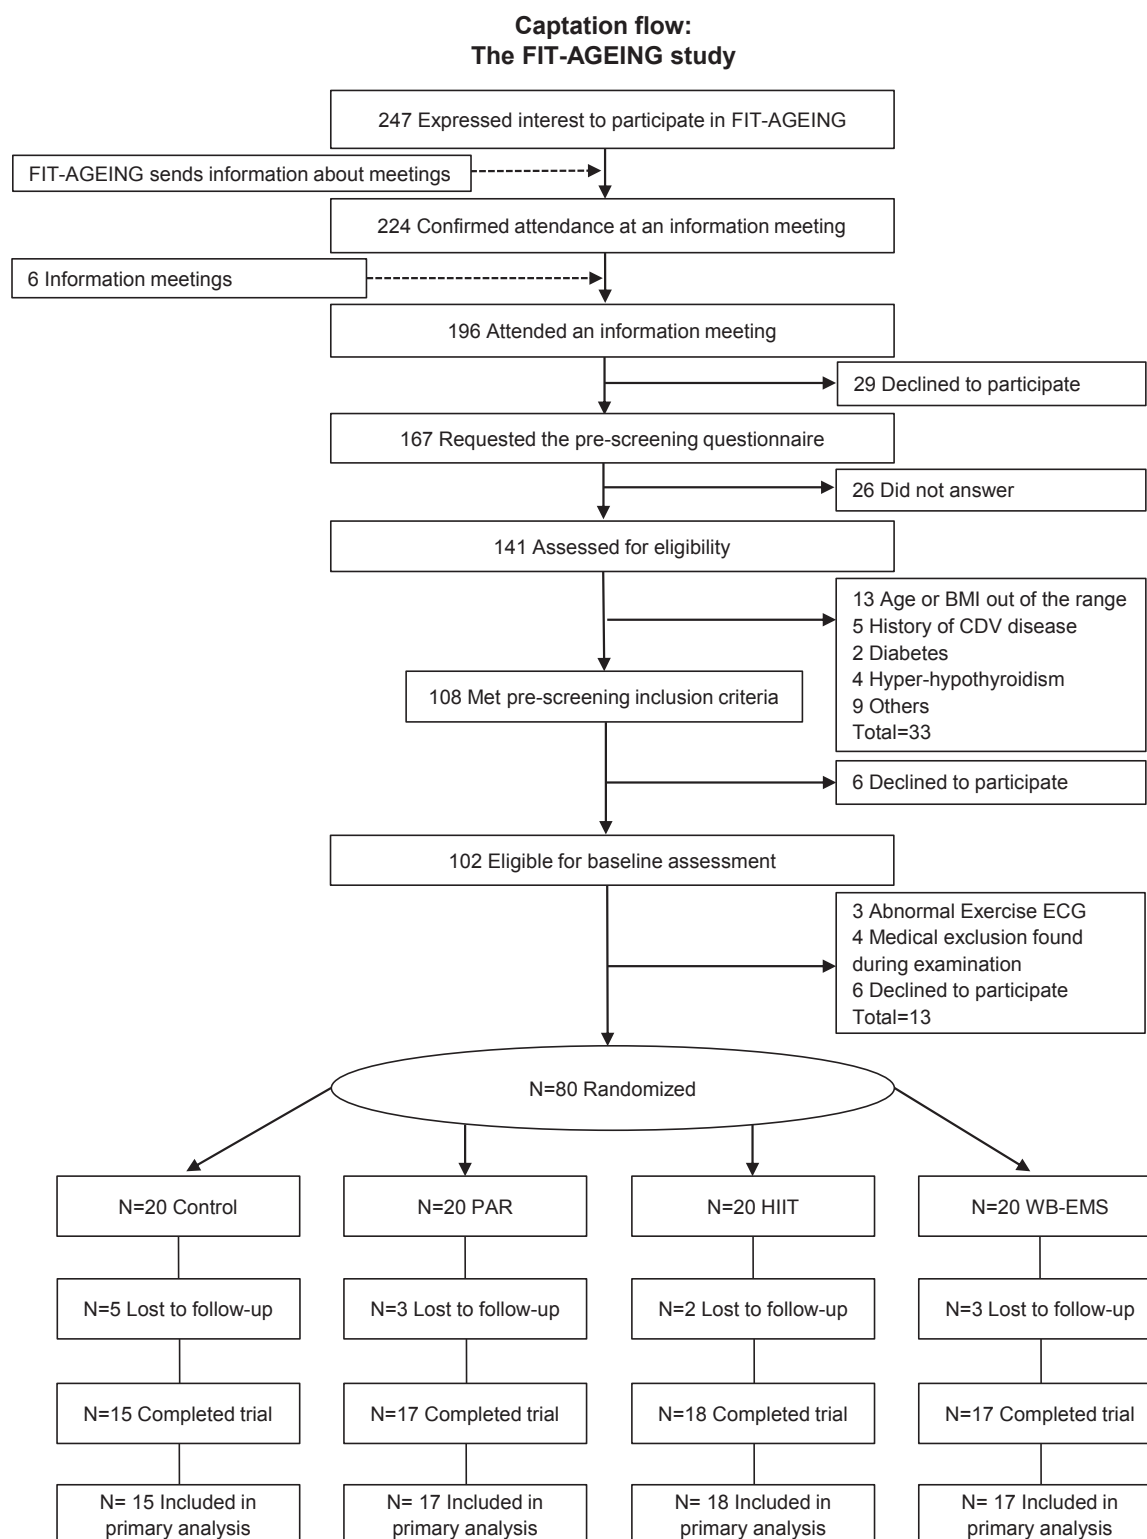 Captation flow:
The FIT-AGEING study
247 Expressed interest to participate in FIT-AGEING
FIT-AGEING sends information about meetings
224 Confirmed attendance at an information meeting
6 Information meetings
196 Attended an information meeting
29 Declined to participate
167 Requested the pre-screening questionnaire
26 Did not answer
141 Assessed for eligibility
13 Age or BMI out of the range
5 History of CDV disease
2 Diabetes
4 Hyper-hypothyroidism
9 Others
Total=33
108 Met pre-screening inclusion criteria
6 Declined to participate
102 Eligible for baseline assessment
3 Abnormal Exercise ECG
4 Medical exclusion found
during examination
6 Declined to participate
Total=13
N=80 Randomized
N=20 Control
N=20 PAR
N=20 HIIT
N=20 WB-EMS
N=5 Lost to follow-up
N=3 Lost to follow-up
N=2 Lost to follow-up
N=3 Lost to follow-up
N=15 Completed trial
N=17 Completed trial
N=18 Completed trial
N=17 Completed trial
N= 15 Included in
primary analysis
N= 17 Included in
primary analysis
N= 18 Included in
primary analysis
N= 17 Included in
primary analysis